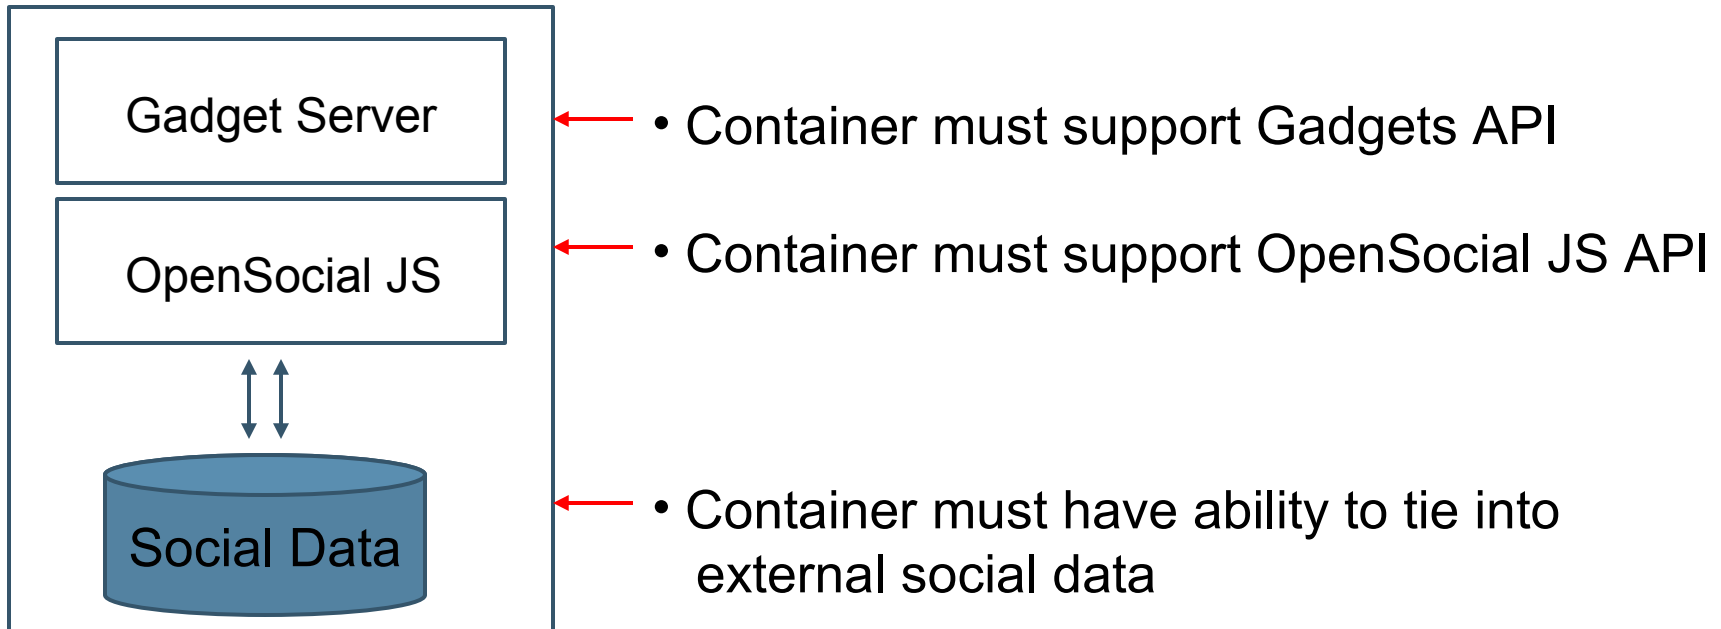 Gadget Server
• Container must support Gadgets API
OpenSocial JS
• Container must support OpenSocial JS API
Social Data
• Container must have ability to tie into
external social data